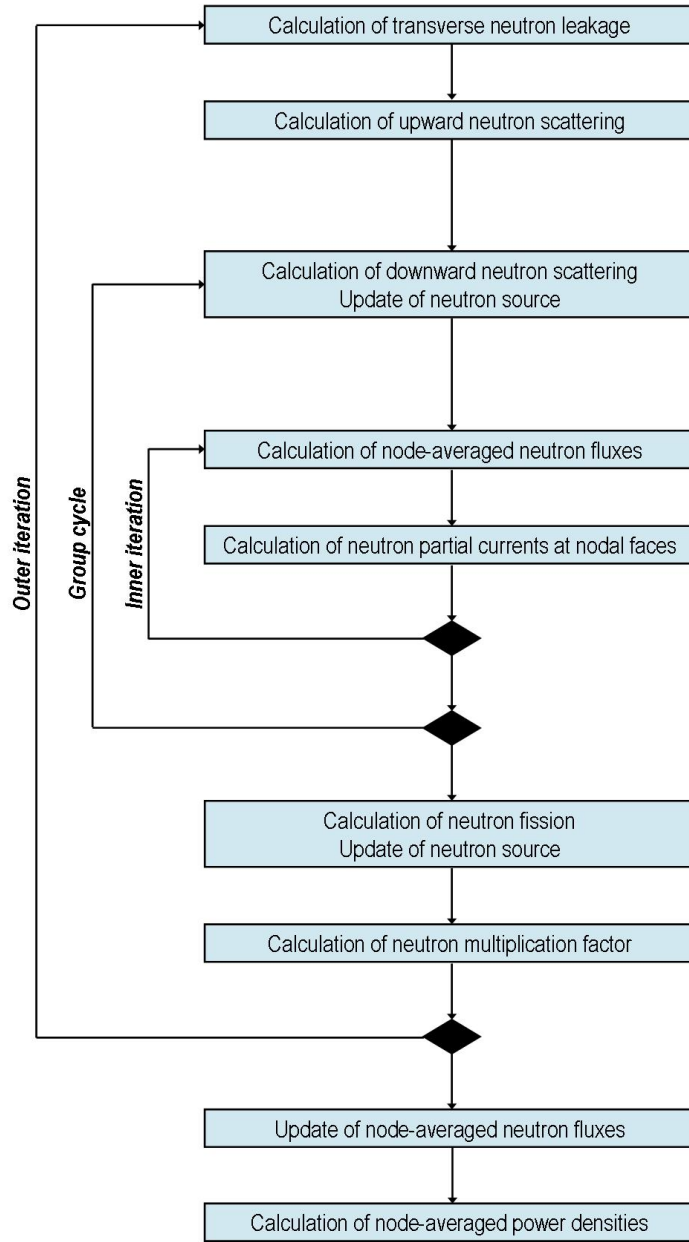 Calculation of transverse neutron leakage
Calculation of upward neutron scattering
Calculation of downward neutron scattering
Update of neutron source
Calculation of node-averaged neutron fluxes
Calculation of neutron partial currents at nodal faces
Outer iteration
Group cycle
Inner iteration
Calculation of neutron fission
Update of neutron source
Calculation of neutron multiplication factor
Update of node-averaged neutron fluxes
Calculation of node-averaged power densities